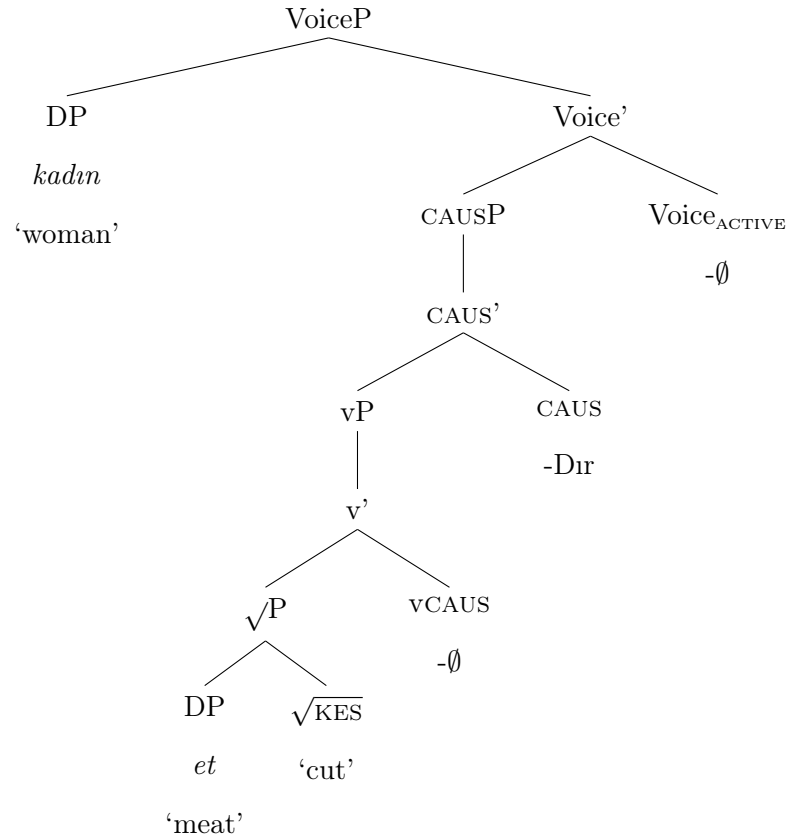 VoiceP
DP Voice’
kadın
‘woman’
CAUSP Voice_ACTIVE
-∅
CAUS’
vP CAUS
-Dır
v’
√P vCAUS
-∅
DP √KES
et ‘cut’
‘meat’